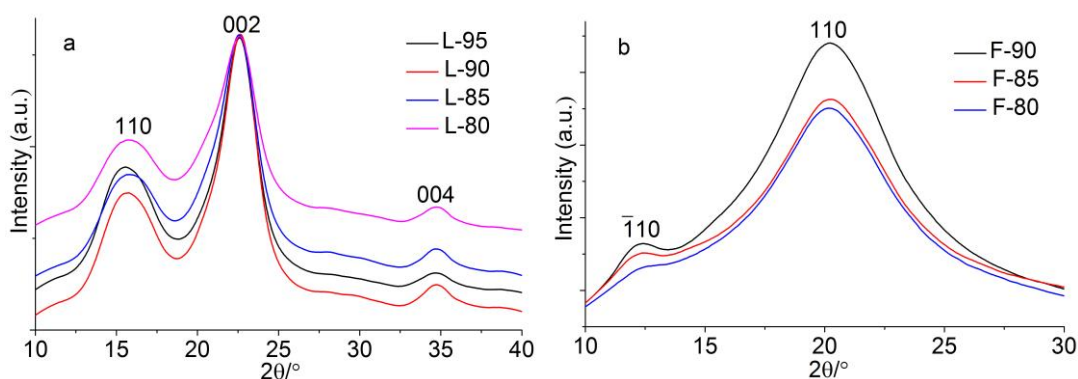 a
002
L-95
L-90
L-85
L-80
110
004
Intensity (a.u.)
10 15 20 25 30 35 40
2θ/°
b
110
F-90
F-85
F-80
1̅10
Intensity (a.u.)
10 15 20 25 30
2θ/°